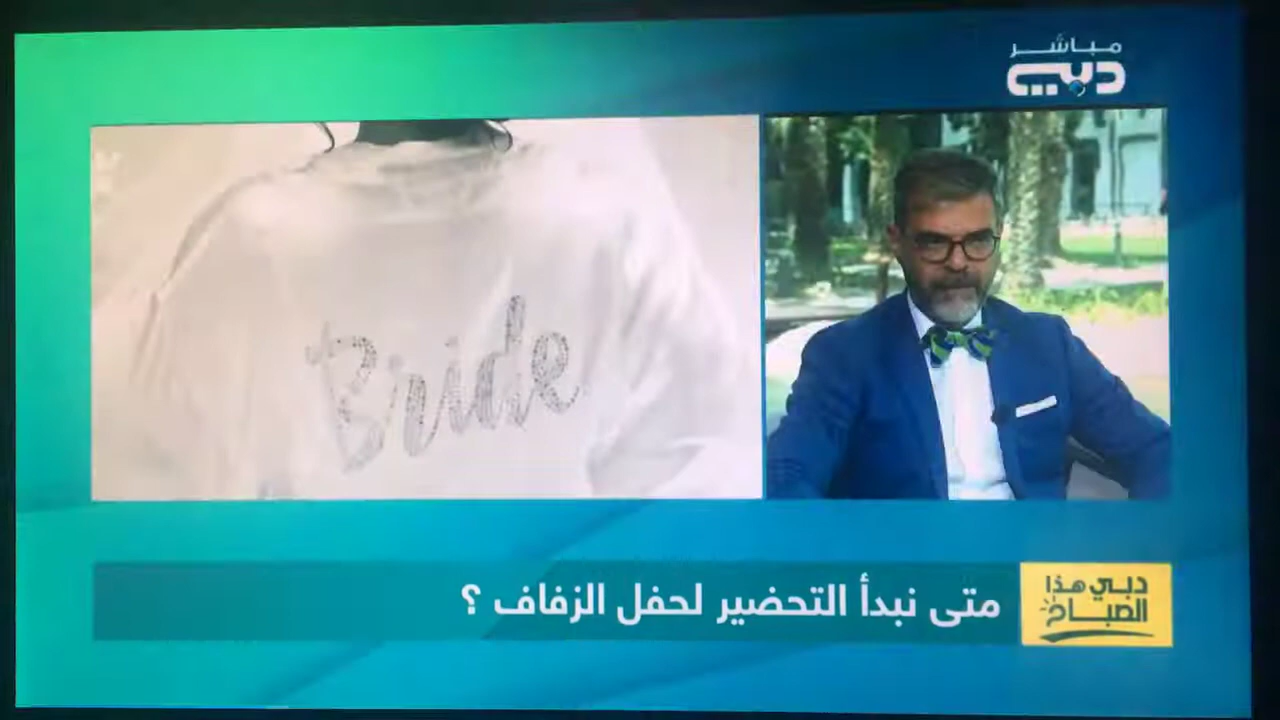 مباشر
دبي
Bride
متى نبدأ التحضير لحفل الزفاف ؟
دبي هذا
الصباح